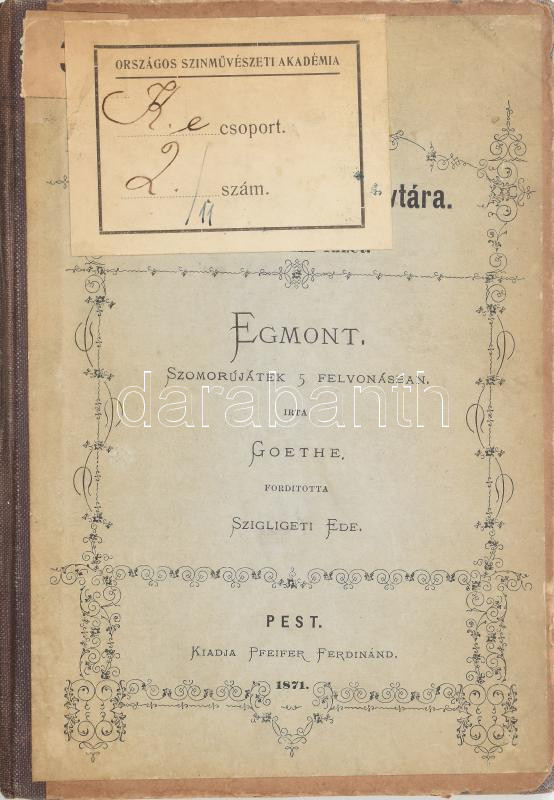 ORSZÁGOS SZINMŰVÉSZETI AKADÉMIA
K. e csoport.
2. szám.
/11
vtára.
EGMONT.
SZOMORÚJÁTÉK 5 FELVONÁSBAN.
IRTA
GOETHE.
FORDITOTTA
SZIGLIGETI EDE.
PEST.
KIADJA PFEIFER FERDINÁND.
1871.
darabanth